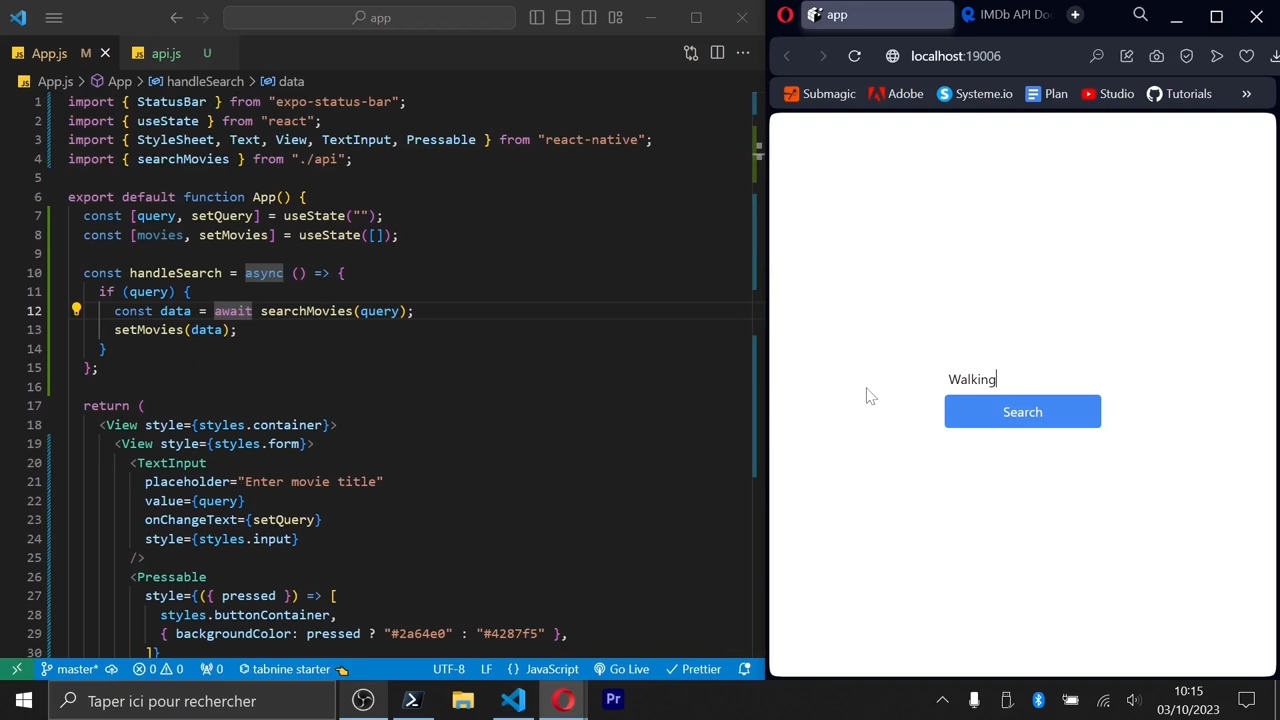 app
App.js M
api.js U
App.js > App > handleSearch > data
1 import { StatusBar } from "expo-status-bar";
2 import { useState } from "react";
3 import { StyleSheet, Text, View, TextInput, Pressable } from "react-native";
4 import { searchMovies } from "./api";
5
6 export default function App() {
7 const [query, setQuery] = useState("");
8 const [movies, setMovies] = useState([]);
9
10 const handleSearch = async () => {
11 if (query) {
12 const data = await searchMovies(query);
13 setMovies(data);
14 }
15 };
16
17 return (
18 <View style={styles.container}>
19 <View style={styles.form}>
20 <TextInput
21 placeholder="Enter movie title"
22 value={query}
23 onChangeText={setQuery}
24 style={styles.input}
25 />
26 <Pressable
27 style={({ pressed }) => [
28 styles.buttonContainer,
29 { backgroundColor: pressed ? "#2a64e0" : "#4287f5" },
30 ]}
master* 0 0 0 tabnine starter UTF-8 LF {} JavaScript Go Live Prettier
app
IMDb API Do
localhost:19006
Submagic Adobe Systeme.io Plan Studio Tutorials »
Walking
Search
Taper ici pour rechercher
Pr
10:15
03/10/2023